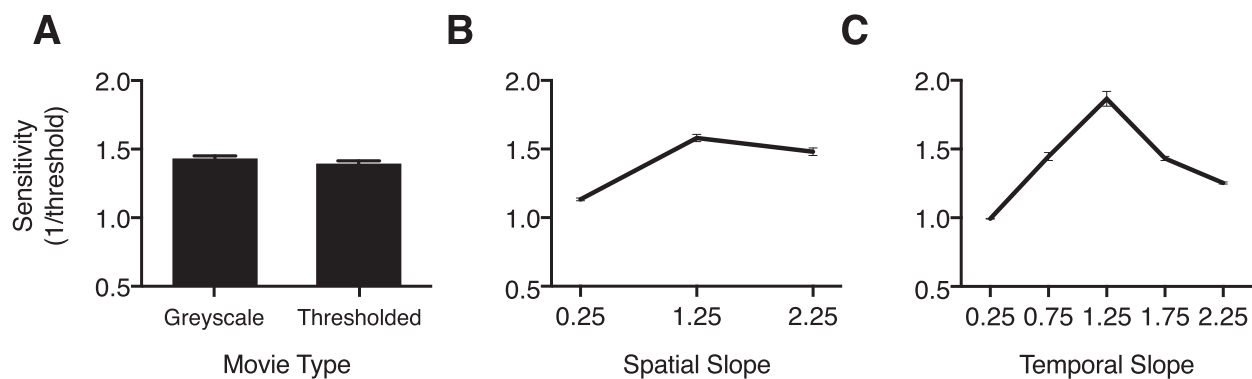 A
B
C
Sensitivity
(1/threshold)
2.0
1.5
1.0
0.5
Greyscale Thresholded
Movie Type
2.0
1.5
1.0
0.5
0.25 1.25 2.25
Spatial Slope
2.0
1.5
1.0
0.5
0.25 0.75 1.25 1.75 2.25
Temporal Slope